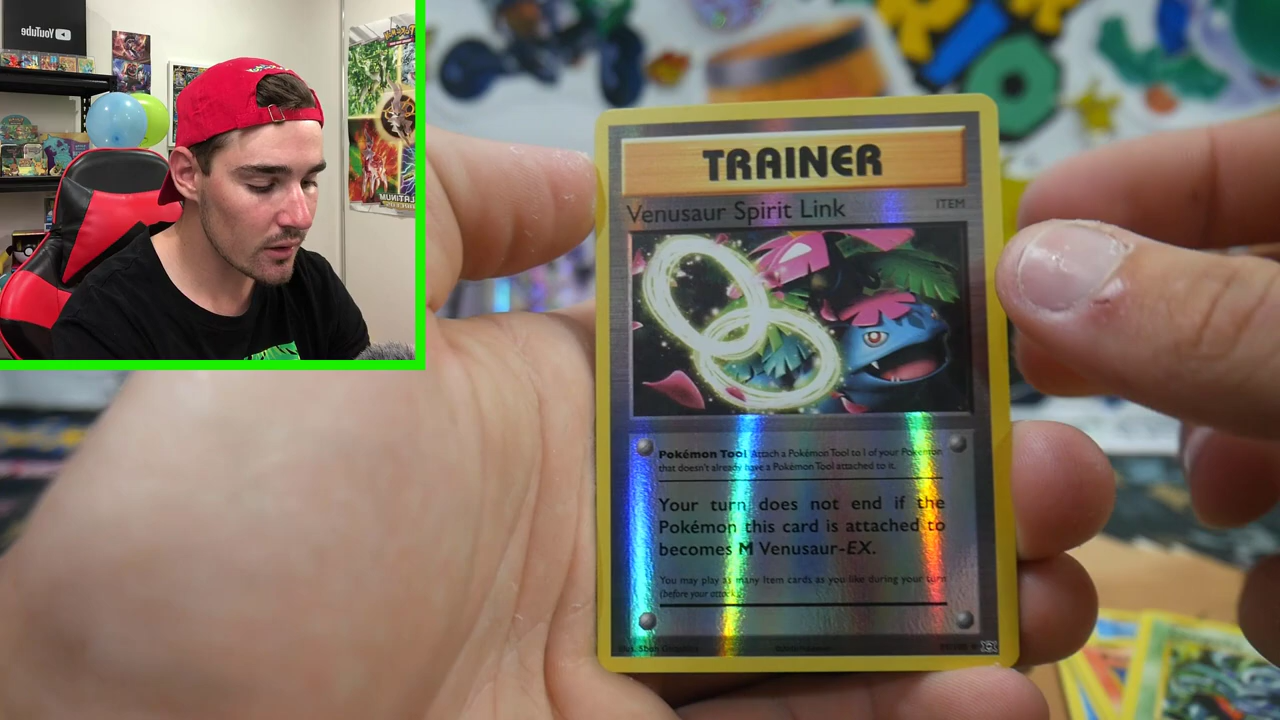 YouTube
TRAINER
Venusaur Spirit Link
ITEM
Pokémon Tool Attach a Pokémon Tool to 1 of your Pokémon
that doesn't already have a Pokémon Tool attached to it.
Your turn does not end if the
Pokémon this card is attached to
becomes M Venusaur-EX.
You may play as many Item cards as you like during your turn
(before your attack).
PLATINUM